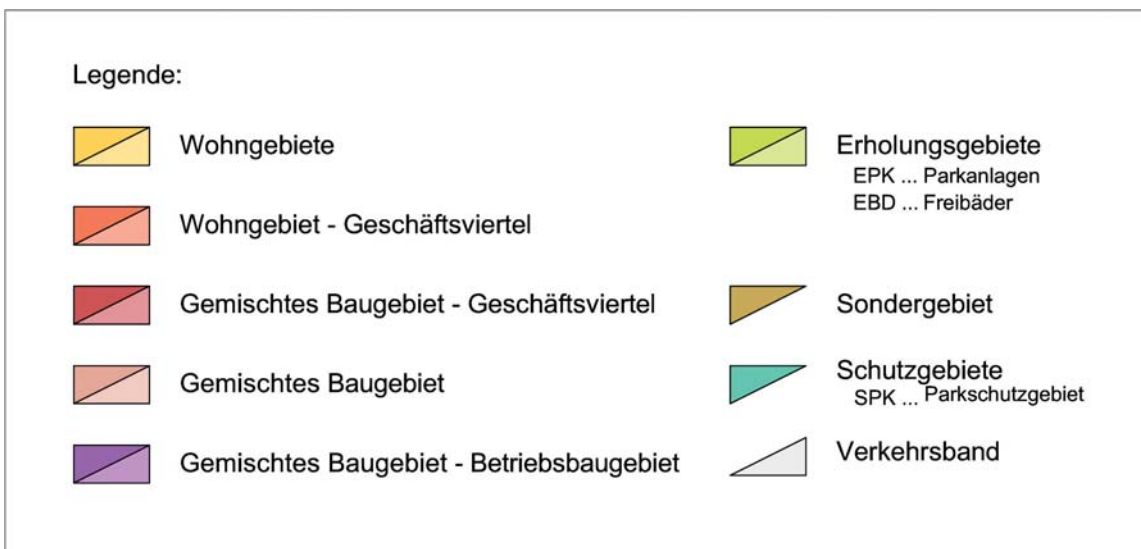 Legende:
Wohngebiete
Wohngebiet - Geschäftsviertel
Gemischtes Baugebiet - Geschäftsviertel
Gemischtes Baugebiet
Gemischtes Baugebiet - Betriebsbaugebiet
Erholungsgebiete
EPK ... Parkanlagen
EBD ... Freibäder
Sondergebiet
Schutzgebiete
SPK ... Parkschutzgebiet
Verkehrsband